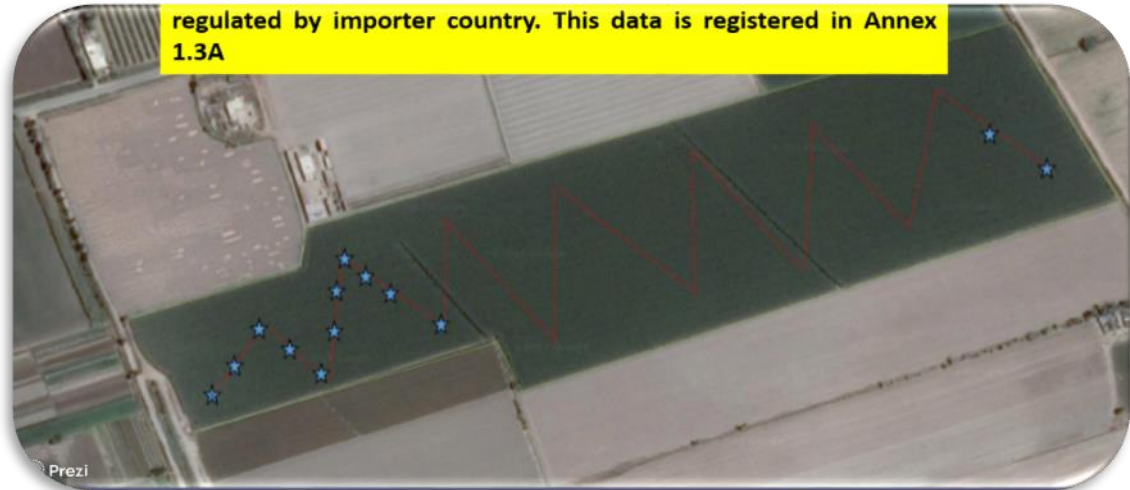 regulated by importer country. This data is registered in Annex
1.3A
Prezi